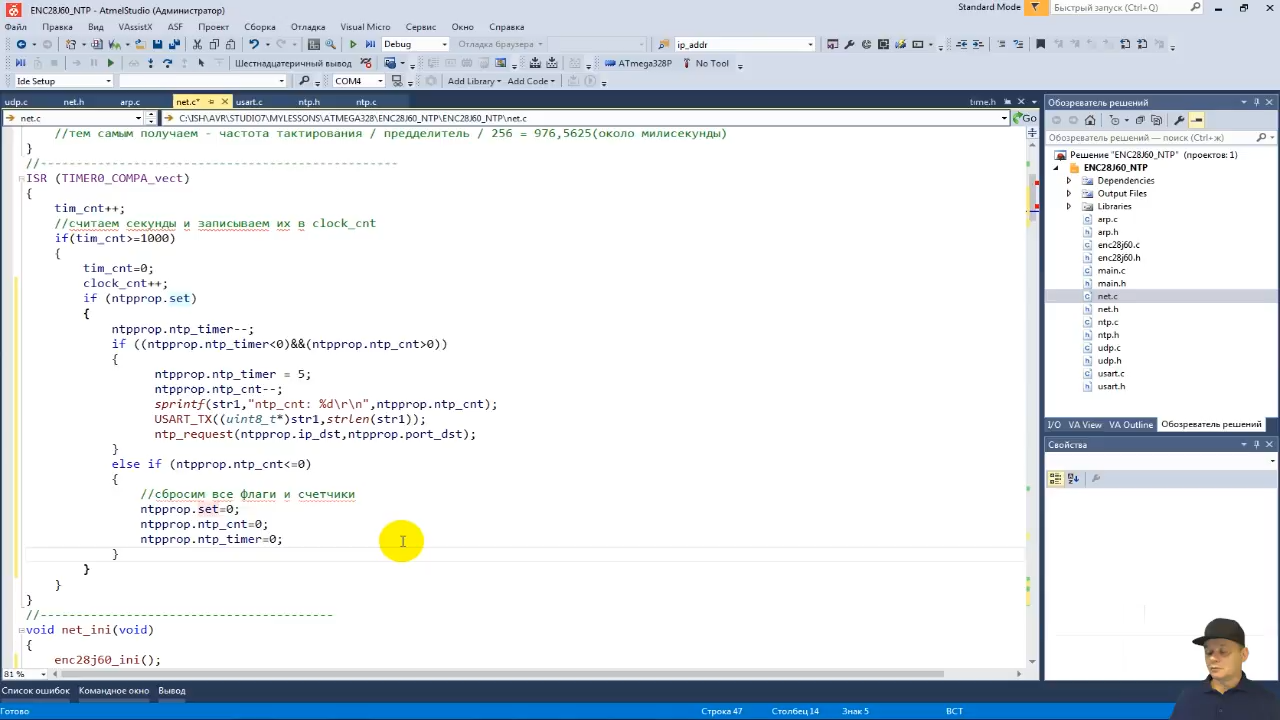 ENC28J60_NTP - AtmelStudio (Администратор)
Standard Mode
Быстрый запуск (Ctrl+Q)
Файл Правка Вид VAssistX ASF Проект Сборка Отладка Visual Micro Сервис Окно Справка
Debug Отладка браузера ip_addr
Шестнадцатеричный вывод ATmega328P No Tool
Ide Setup COM4 Add Library Add Code
udp.c net.h arp.c net.c* usart.c ntp.h ntp.c time.h
net.c C:\ISH\AVR\STUDIO7\MYLESSONS\ATMEGA328\ENC28J60_NTP\ENC28J60_NTP\net.c Go
//тем самым получаем - частота тактирования / предделитель / 256 = 976,5625(около милисекунды)
}
//--------------------------------------------------
ISR (TIMER0_COMPA_vect)
{
tim_cnt++;
//считаем секунды и записываем их в clock_cnt
if(tim_cnt>=1000)
{
tim_cnt=0;
clock_cnt++;
if (ntpprop.set)
{
ntpprop.ntp_timer--;
if ((ntpprop.ntp_timer<0)&&(ntpprop.ntp_cnt>0))
{
ntpprop.ntp_timer = 5;
ntpprop.ntp_cnt--;
sprintf(str1,"ntp_cnt: %d\r\n",ntpprop.ntp_cnt);
USART_TX((uint8_t*)str1,strlen(str1));
ntp_request(ntpprop.ip_dst,ntpprop.port_dst);
}
else if (ntpprop.ntp_cnt<=0)
{
//сбросим все флаги и счетчики
ntpprop.set=0;
ntpprop.ntp_cnt=0;
ntpprop.ntp_timer=0;
}
}
}
}
//-----------------------------------------
void net_ini(void)
{
enc28j60_ini();
81 %
Список ошибок Командное окно Вывод
Готово Строка 47 Столбец 14 Знак 5 ВСТ
Обозреватель решений
Обозреватель решений — поиск (Ctrl+ж)
Решение "ENC28J60_NTP" (проектов: 1)
ENC28J60_NTP
Dependencies
Output Files
Libraries
arp.c
arp.h
enc28j60.c
enc28j60.h
main.c
main.h
net.c
net.h
ntp.c
ntp.h
udp.c
udp.h
usart.c
usart.h
I/O VA View VA Outline Обозреватель решений
Свойства